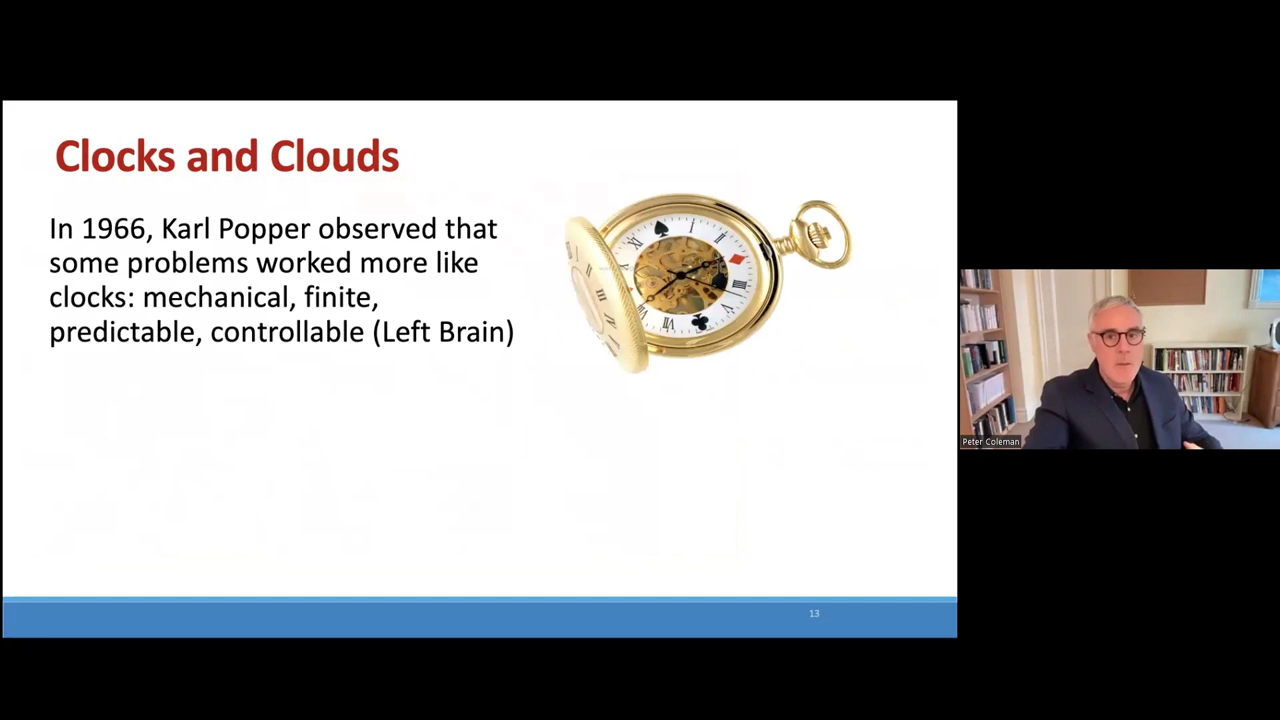 Clocks and Clouds
In 1966, Karl Popper observed that
some problems worked more like
clocks: mechanical, finite,
predictable, controllable (Left Brain)
13
Peter Coleman